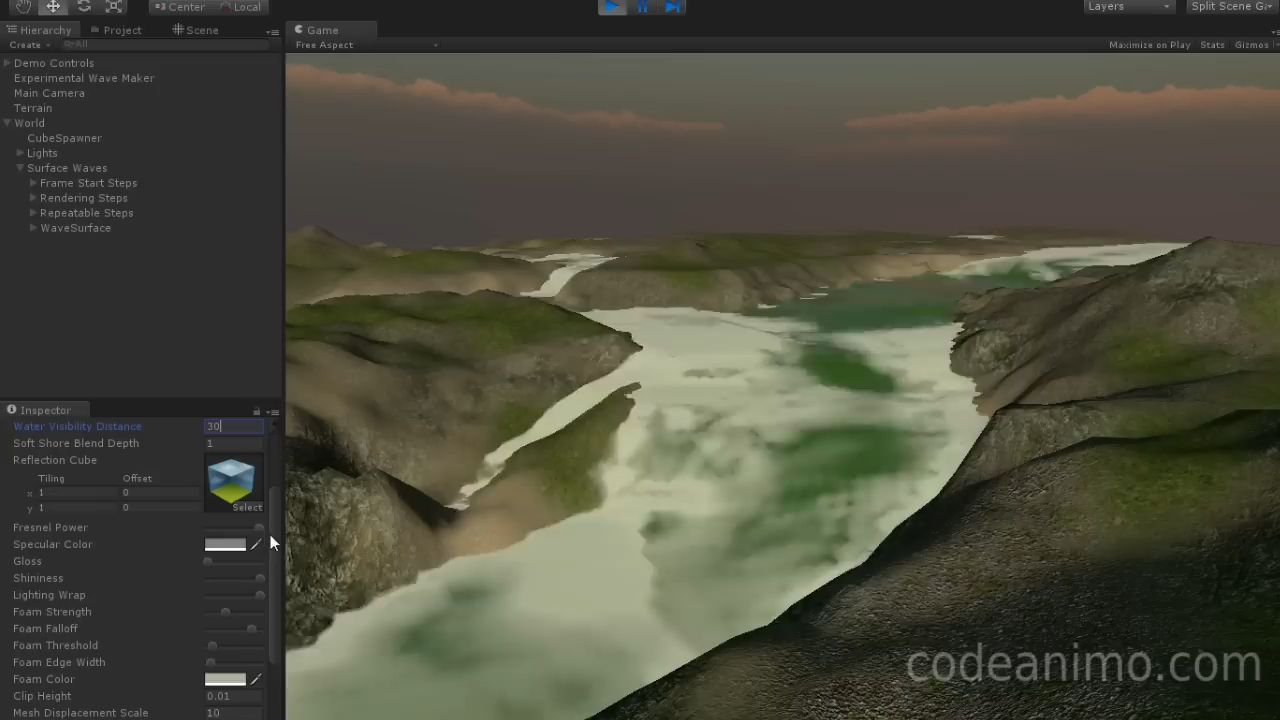 Center Local
Layers Split Scene G
Hierarchy Project Scene
Game
Create All
Free Aspect Maximize on Play Stats Gizmos
Demo Controls
Experimental Wave Maker
Main Camera
Terrain
World
CubeSpawner
Lights
Surface Waves
Frame Start Steps
Rendering Steps
Repeatable Steps
WaveSurface
Inspector
Water Visibility Distance 30
Soft Shore Blend Depth 1
Reflection Cube
Tiling Offset
x 1 0
y 1 0
Select
Fresnel Power
Specular Color
Gloss
Shininess
Lighting Wrap
Foam Strength
Foam Falloff
Foam Threshold
Foam Edge Width
Foam Color
Clip Height 0.01
Mesh Displacement Scale 10
codeanimo.com